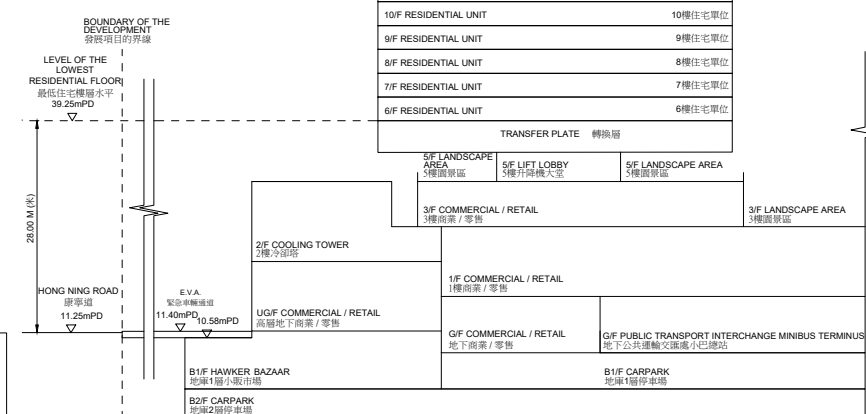 10/F RESIDENTIAL UNIT 10樓住宅單位
9/F RESIDENTIAL UNIT 9樓住宅單位
8/F RESIDENTIAL UNIT 8樓住宅單位
7/F RESIDENTIAL UNIT 7樓住宅單位
6/F RESIDENTIAL UNIT 6樓住宅單位
TRANSFER PLATE 轉換層
BOUNDARY OF THE
DEVELOPMENT
發展項目的界線
LEVEL OF THE
LOWEST
RESIDENTIAL FLOOR
最低住宅樓層水平
39.25mPD
28.00 M (米)
5/F LANDSCAPE
AREA
5樓園景區
5/F LIFT LOBBY
5樓升降機大堂
5/F LANDSCAPE AREA
5樓園景區
3/F COMMERCIAL / RETAIL
3樓商業 / 零售
3/F LANDSCAPE AREA
3樓園景區
2/F COOLING TOWER
2樓冷卻塔
1/F COMMERCIAL / RETAIL
1樓商業 / 零售
HONG NING ROAD
康寧道
11.25mPD
E.V.A.
緊急車輛通道
11.40mPD
10.58mPD
UG/F COMMERCIAL / RETAIL
高層地下商業 / 零售
G/F COMMERCIAL / RETAIL
地下商業 / 零售
G/F PUBLIC TRANSPORT INTERCHANGE MINIBUS TERMINUS
地下公共運輸交匯處小巴總站
B1/F HAWKER BAZAAR
地庫1層小販市場
B1/F CARPARK
地庫1層停車場
B2/F CARPARK
地庫2層停車場